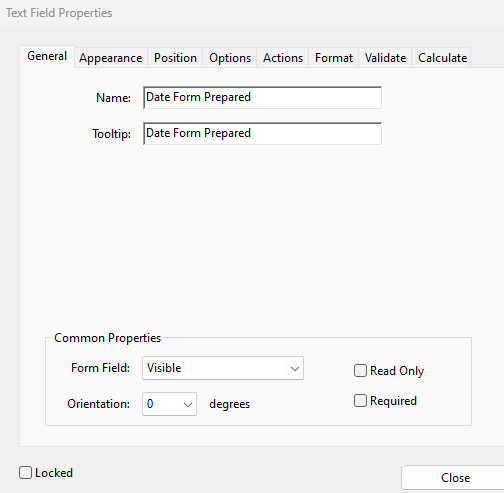 Text Field Properties
General Appearance Position Options Actions Format Validate Calculate
Name: Date Form Prepared
Tooltip: Date Form Prepared
Common Properties
Form Field: Visible Read Only
Orientation: 0 degrees Required
Locked Close